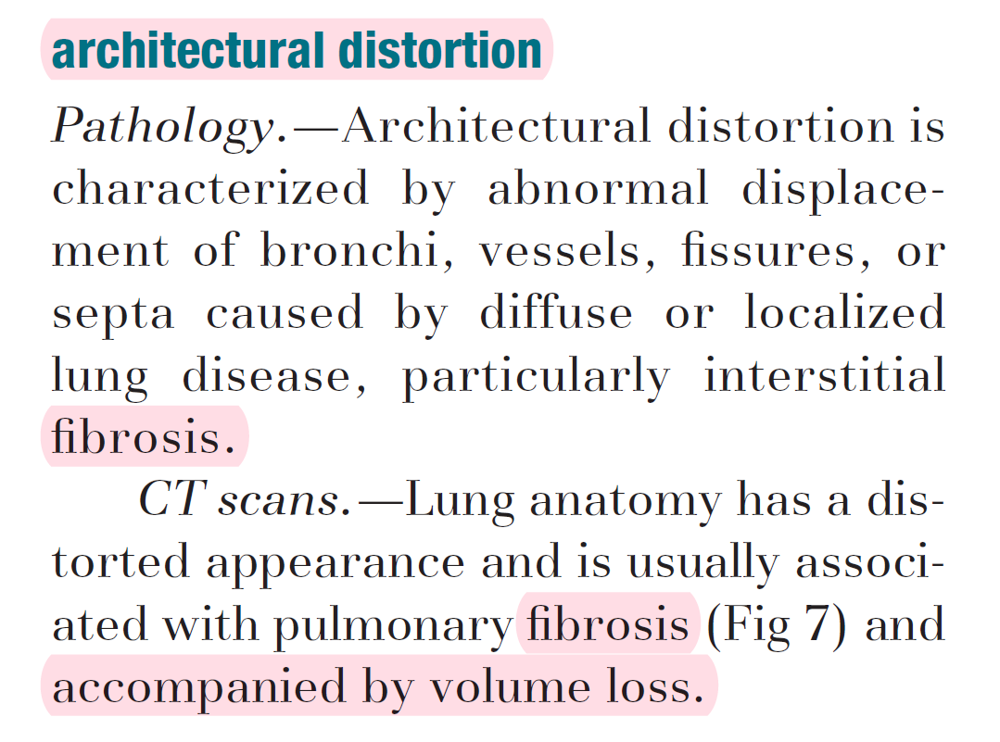 architectural distortion
Pathology.—Architectural distortion is
characterized by abnormal displace-
ment of bronchi, vessels, fissures, or
septa caused by diffuse or localized
lung disease, particularly interstitial
fibrosis.
CT scans.—Lung anatomy has a dis-
torted appearance and is usually associ-
ated with pulmonary fibrosis (Fig 7) and
accompanied by volume loss.